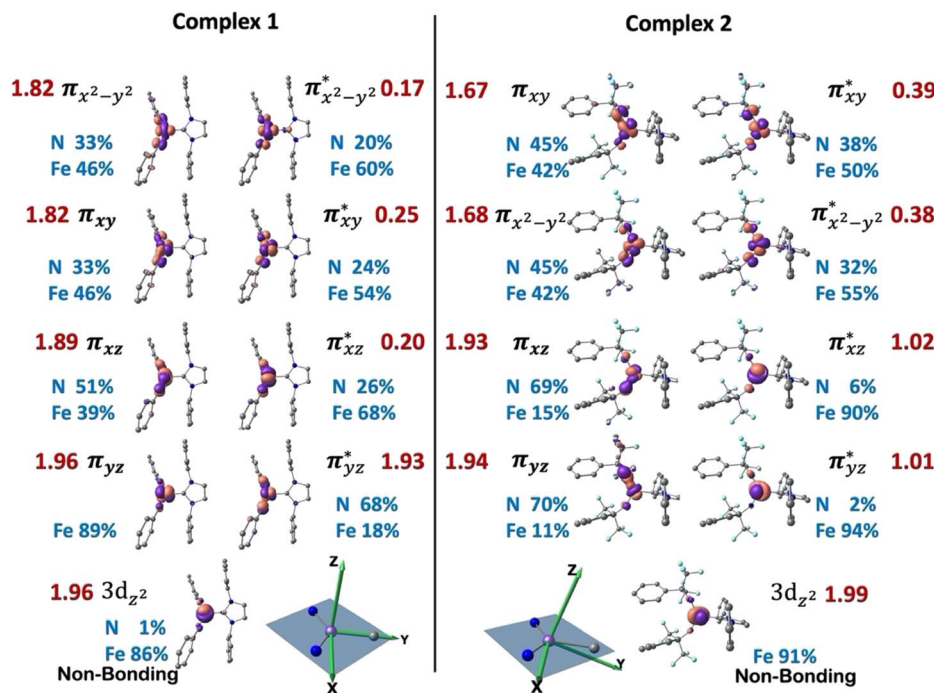 Complex 1
1.82 π x²−y²
N 33%
Fe 46%
π* x²−y² 0.17
N 20%
Fe 60%
1.82 π xy
N 33%
Fe 46%
π* xy 0.25
N 24%
Fe 54%
1.89 π xz
N 51%
Fe 39%
π* xz 0.20
N 26%
Fe 68%
1.96 π yz
Fe 89%
π* yz 1.93
N 68%
Fe 18%
1.96 3d z²
N 1%
Fe 86%
Non-Bonding
Z
Y
X
Complex 2
1.67 π xy
N 45%
Fe 42%
π* xy 0.39
N 38%
Fe 50%
1.68 π x²−y²
N 45%
Fe 42%
π* x²−y² 0.38
N 32%
Fe 55%
1.93 π xz
N 69%
Fe 15%
π* xz 1.02
N 6%
Fe 90%
1.94 π yz
N 70%
Fe 11%
π* yz 1.01
N 2%
Fe 94%
Z
Y
X
3d z² 1.99
Fe 91%
Non-Bonding